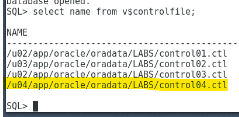 Database opened.
SQL> select name from v$controlfile;
NAME
--------------------------------------------
/u02/app/oracle/oradata/LABS/control01.ctl
/u03/app/oracle/oradata/LABS/control02.ctl
/u02/app/oracle/oradata/LABS/control03.ctl
/u04/app/oracle/oradata/LABS/control04.ctl
SQL>